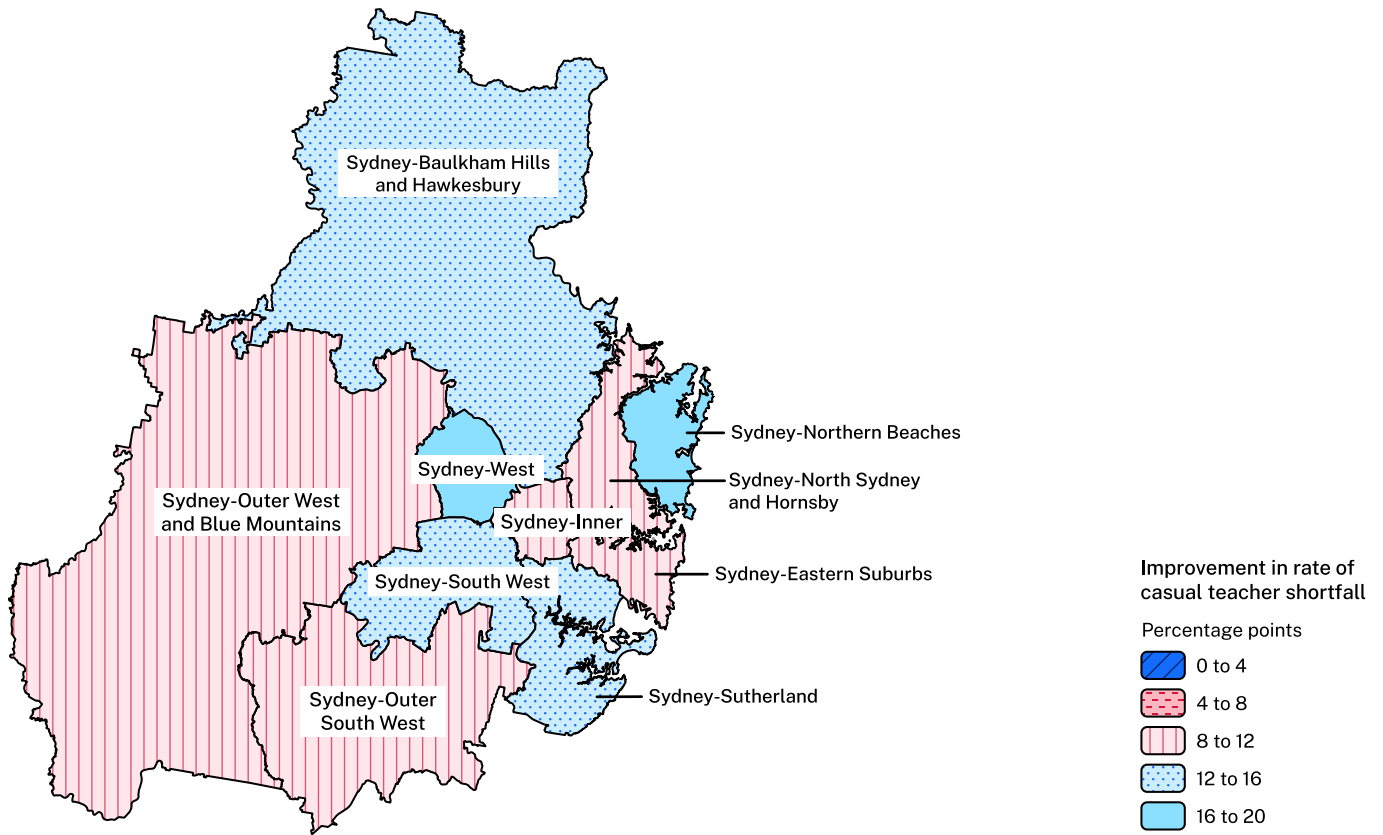 Sydney-Baulkham Hills
and Hawkesbury
Sydney-Northern Beaches
Sydney-West
Sydney-North Sydney
and Hornsby
Sydney-Outer West
and Blue Mountains
Sydney-Inner
Sydney-South West
Sydney-Eastern Suburbs
Sydney-Outer
South West
Sydney-Sutherland
Improvement in rate of
casual teacher shortfall
Percentage points
0 to 4
4 to 8
8 to 12
12 to 16
16 to 20